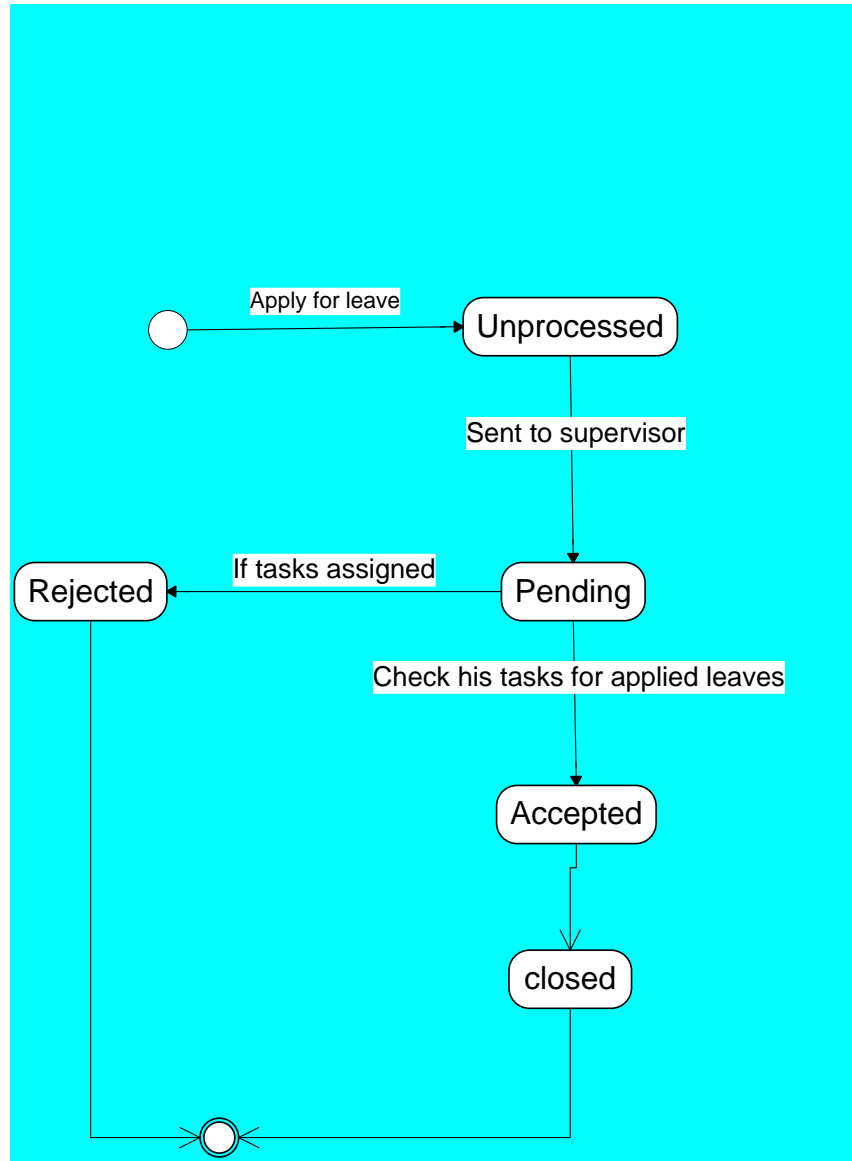 Apply for leave
Unprocessed
Sent to supervisor
If tasks assigned
Rejected
Pending
Check his tasks for applied leaves
Accepted
closed